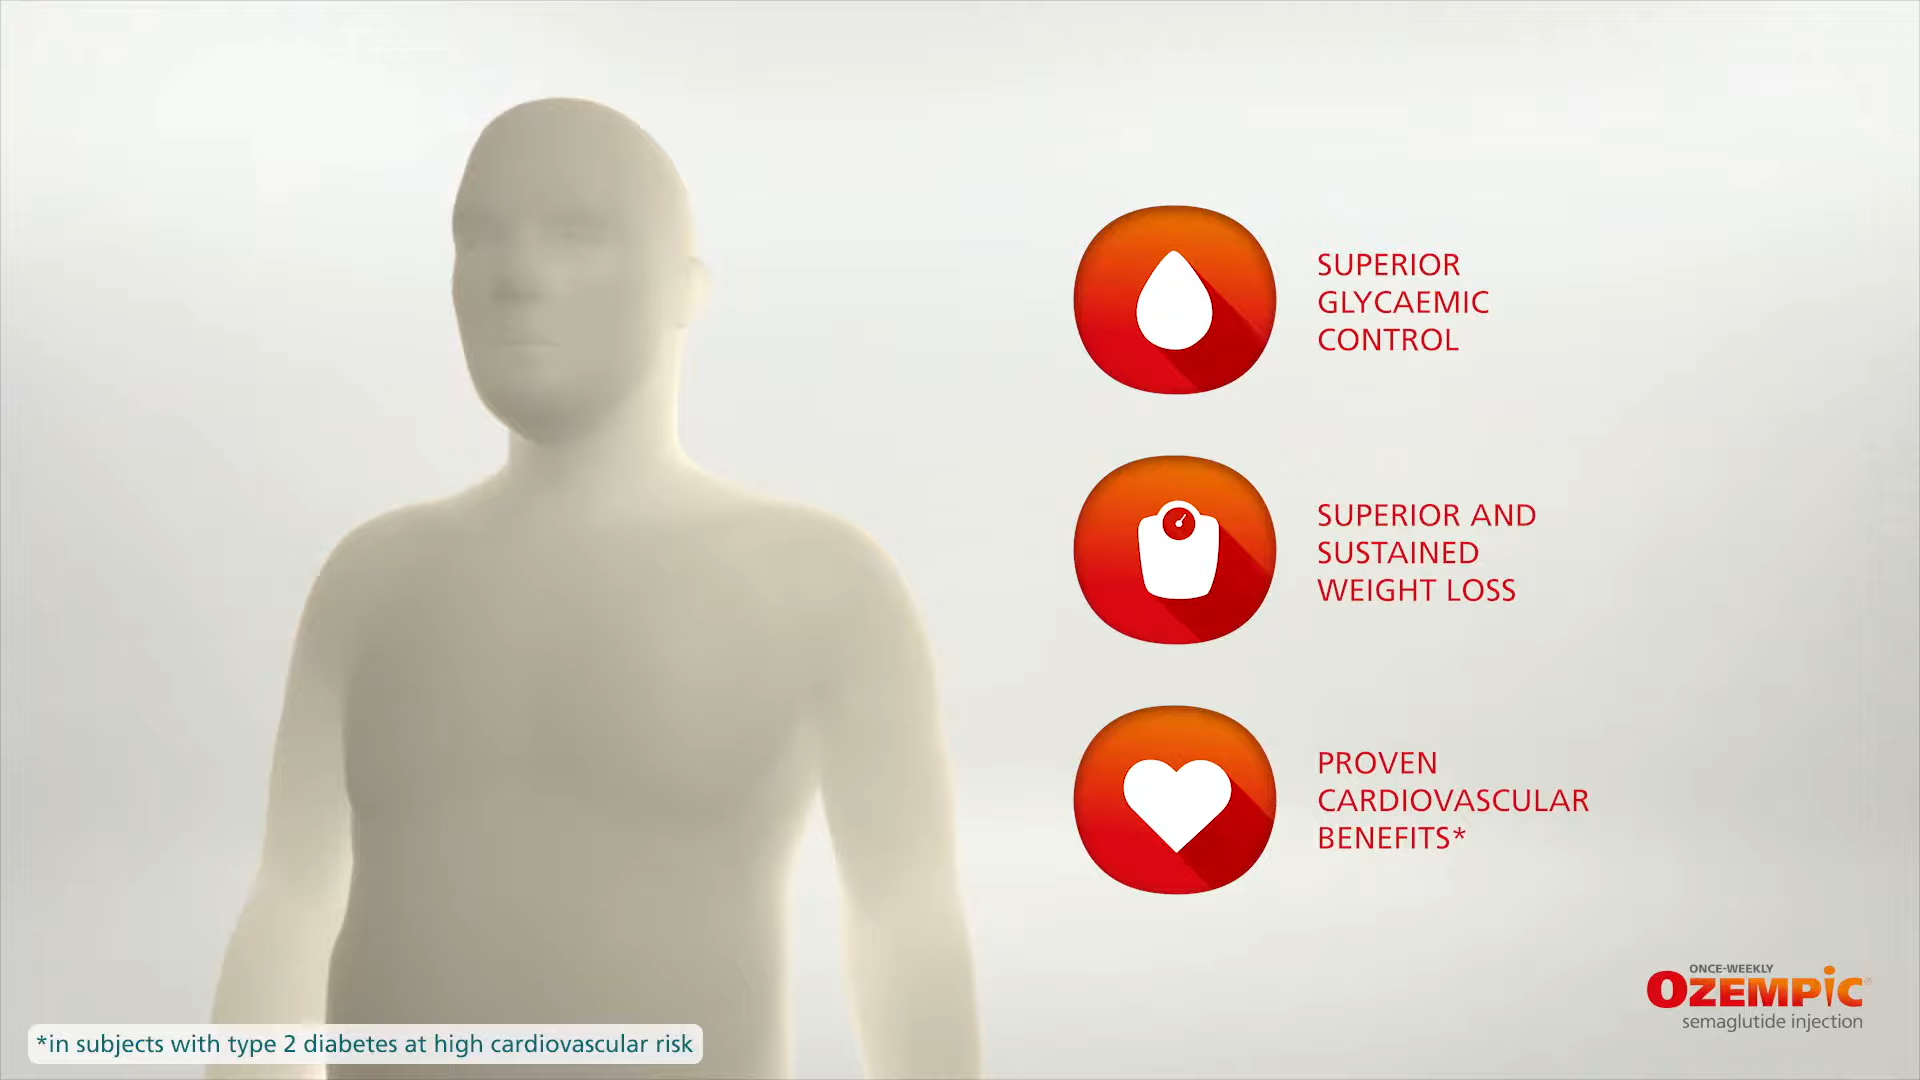 SUPERIOR
GLYCAEMIC
CONTROL
SUPERIOR AND
SUSTAINED
WEIGHT LOSS
PROVEN
CARDIOVASCULAR
BENEFITS*
ONCE-WEEKLY
OZEMPIC®
semaglutide injection
*in subjects with type 2 diabetes at high cardiovascular risk